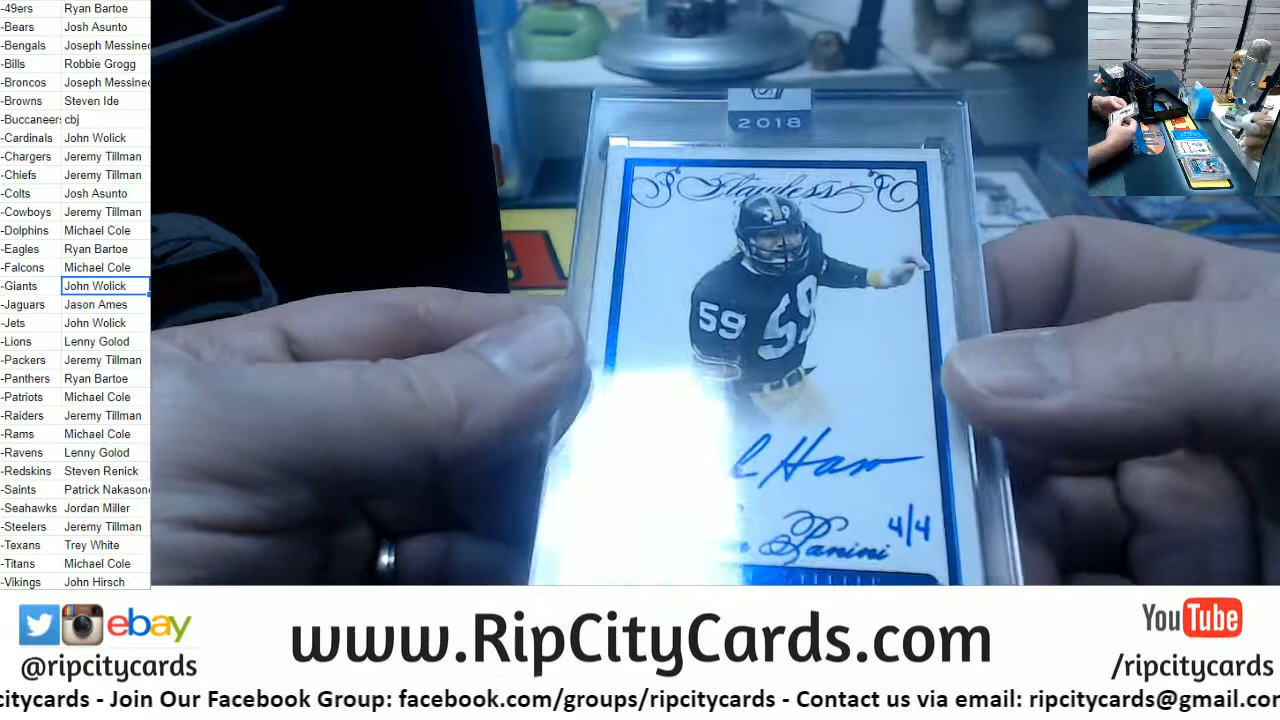 -49ers Ryan Bartoe
-Bears Josh Asunto
-Bengals Joseph Messineo
-Bills Robbie Grogg
-Broncos Joseph Messineo
-Browns Steven Ide
-Buccaneers cbj
-Cardinals John Wolick
-Chargers Jeremy Tillman
-Chiefs Jeremy Tillman
-Colts Josh Asunto
-Cowboys Jeremy Tillman
-Dolphins Michael Cole
-Eagles Ryan Bartoe
-Falcons Michael Cole
-Giants John Wolick
-Jaguars Jason Ames
-Jets John Wolick
-Lions Lenny Golod
-Packers Jeremy Tillman
-Panthers Ryan Bartoe
-Patriots Michael Cole
-Raiders Jeremy Tillman
-Rams Michael Cole
-Ravens Lenny Golod
-Redskins Steven Renick
-Saints Patrick Nakason
-Seahawks Jordan Miller
-Steelers Jeremy Tillman
-Texans Trey White
-Titans Michael Cole
-Vikings John Hirsch
2018
Flawless
59
59 59
Ham
4/4
Panini
ebay
@ripcitycards
www.RipCityCards.com
YouTube
/ripcitycards
citycards - Join Our Facebook Group: facebook.com/groups/ripcitycards - Contact us via email: ripcitycards@gmail.com